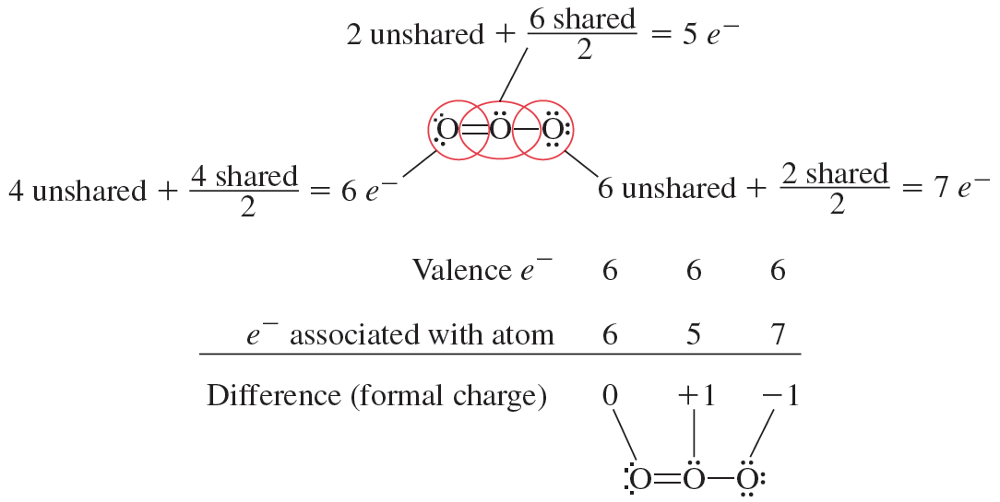 2 unshared + 6 shared/2 = 5 e⁻
:Ö=Ö—Ö:
4 unshared + 4 shared/2 = 6 e⁻
6 unshared + 2 shared/2 = 7 e⁻
Valence e⁻ 6 6 6
e⁻ associated with atom 6 5 7
Difference (formal charge) 0 +1 −1
:O=Ö—Ö: